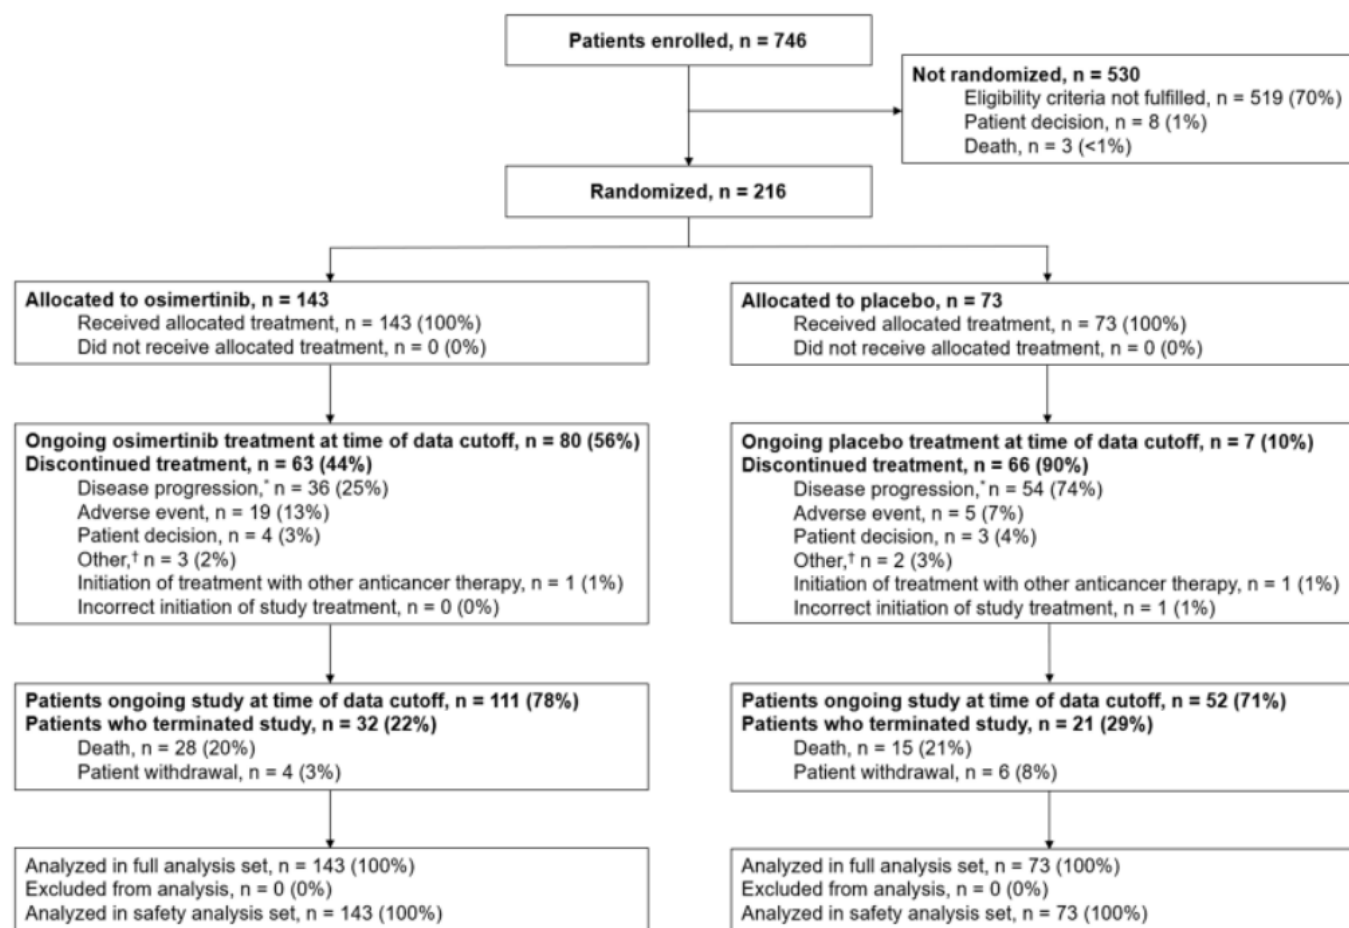 Patients enrolled, n = 746
Not randomized, n = 530
Eligibility criteria not fulfilled, n = 519 (70%)
Patient decision, n = 8 (1%)
Death, n = 3 (<1%)
Randomized, n = 216
Allocated to osimertinib, n = 143
Received allocated treatment, n = 143 (100%)
Did not receive allocated treatment, n = 0 (0%)
Allocated to placebo, n = 73
Received allocated treatment, n = 73 (100%)
Did not receive allocated treatment, n = 0 (0%)
Ongoing osimertinib treatment at time of data cutoff, n = 80 (56%)
Discontinued treatment, n = 63 (44%)
Disease progression,* n = 36 (25%)
Adverse event, n = 19 (13%)
Patient decision, n = 4 (3%)
Other,† n = 3 (2%)
Initiation of treatment with other anticancer therapy, n = 1 (1%)
Incorrect initiation of study treatment, n = 0 (0%)
Ongoing placebo treatment at time of data cutoff, n = 7 (10%)
Discontinued treatment, n = 66 (90%)
Disease progression,* n = 54 (74%)
Adverse event, n = 5 (7%)
Patient decision, n = 3 (4%)
Other,† n = 2 (3%)
Initiation of treatment with other anticancer therapy, n = 1 (1%)
Incorrect initiation of study treatment, n = 1 (1%)
Patients ongoing study at time of data cutoff, n = 111 (78%)
Patients who terminated study, n = 32 (22%)
Death, n = 28 (20%)
Patient withdrawal, n = 4 (3%)
Patients ongoing study at time of data cutoff, n = 52 (71%)
Patients who terminated study, n = 21 (29%)
Death, n = 15 (21%)
Patient withdrawal, n = 6 (8%)
Analyzed in full analysis set, n = 143 (100%)
Excluded from analysis, n = 0 (0%)
Analyzed in safety analysis set, n = 143 (100%)
Analyzed in full analysis set, n = 73 (100%)
Excluded from analysis, n = 0 (0%)
Analyzed in safety analysis set, n = 73 (100%)